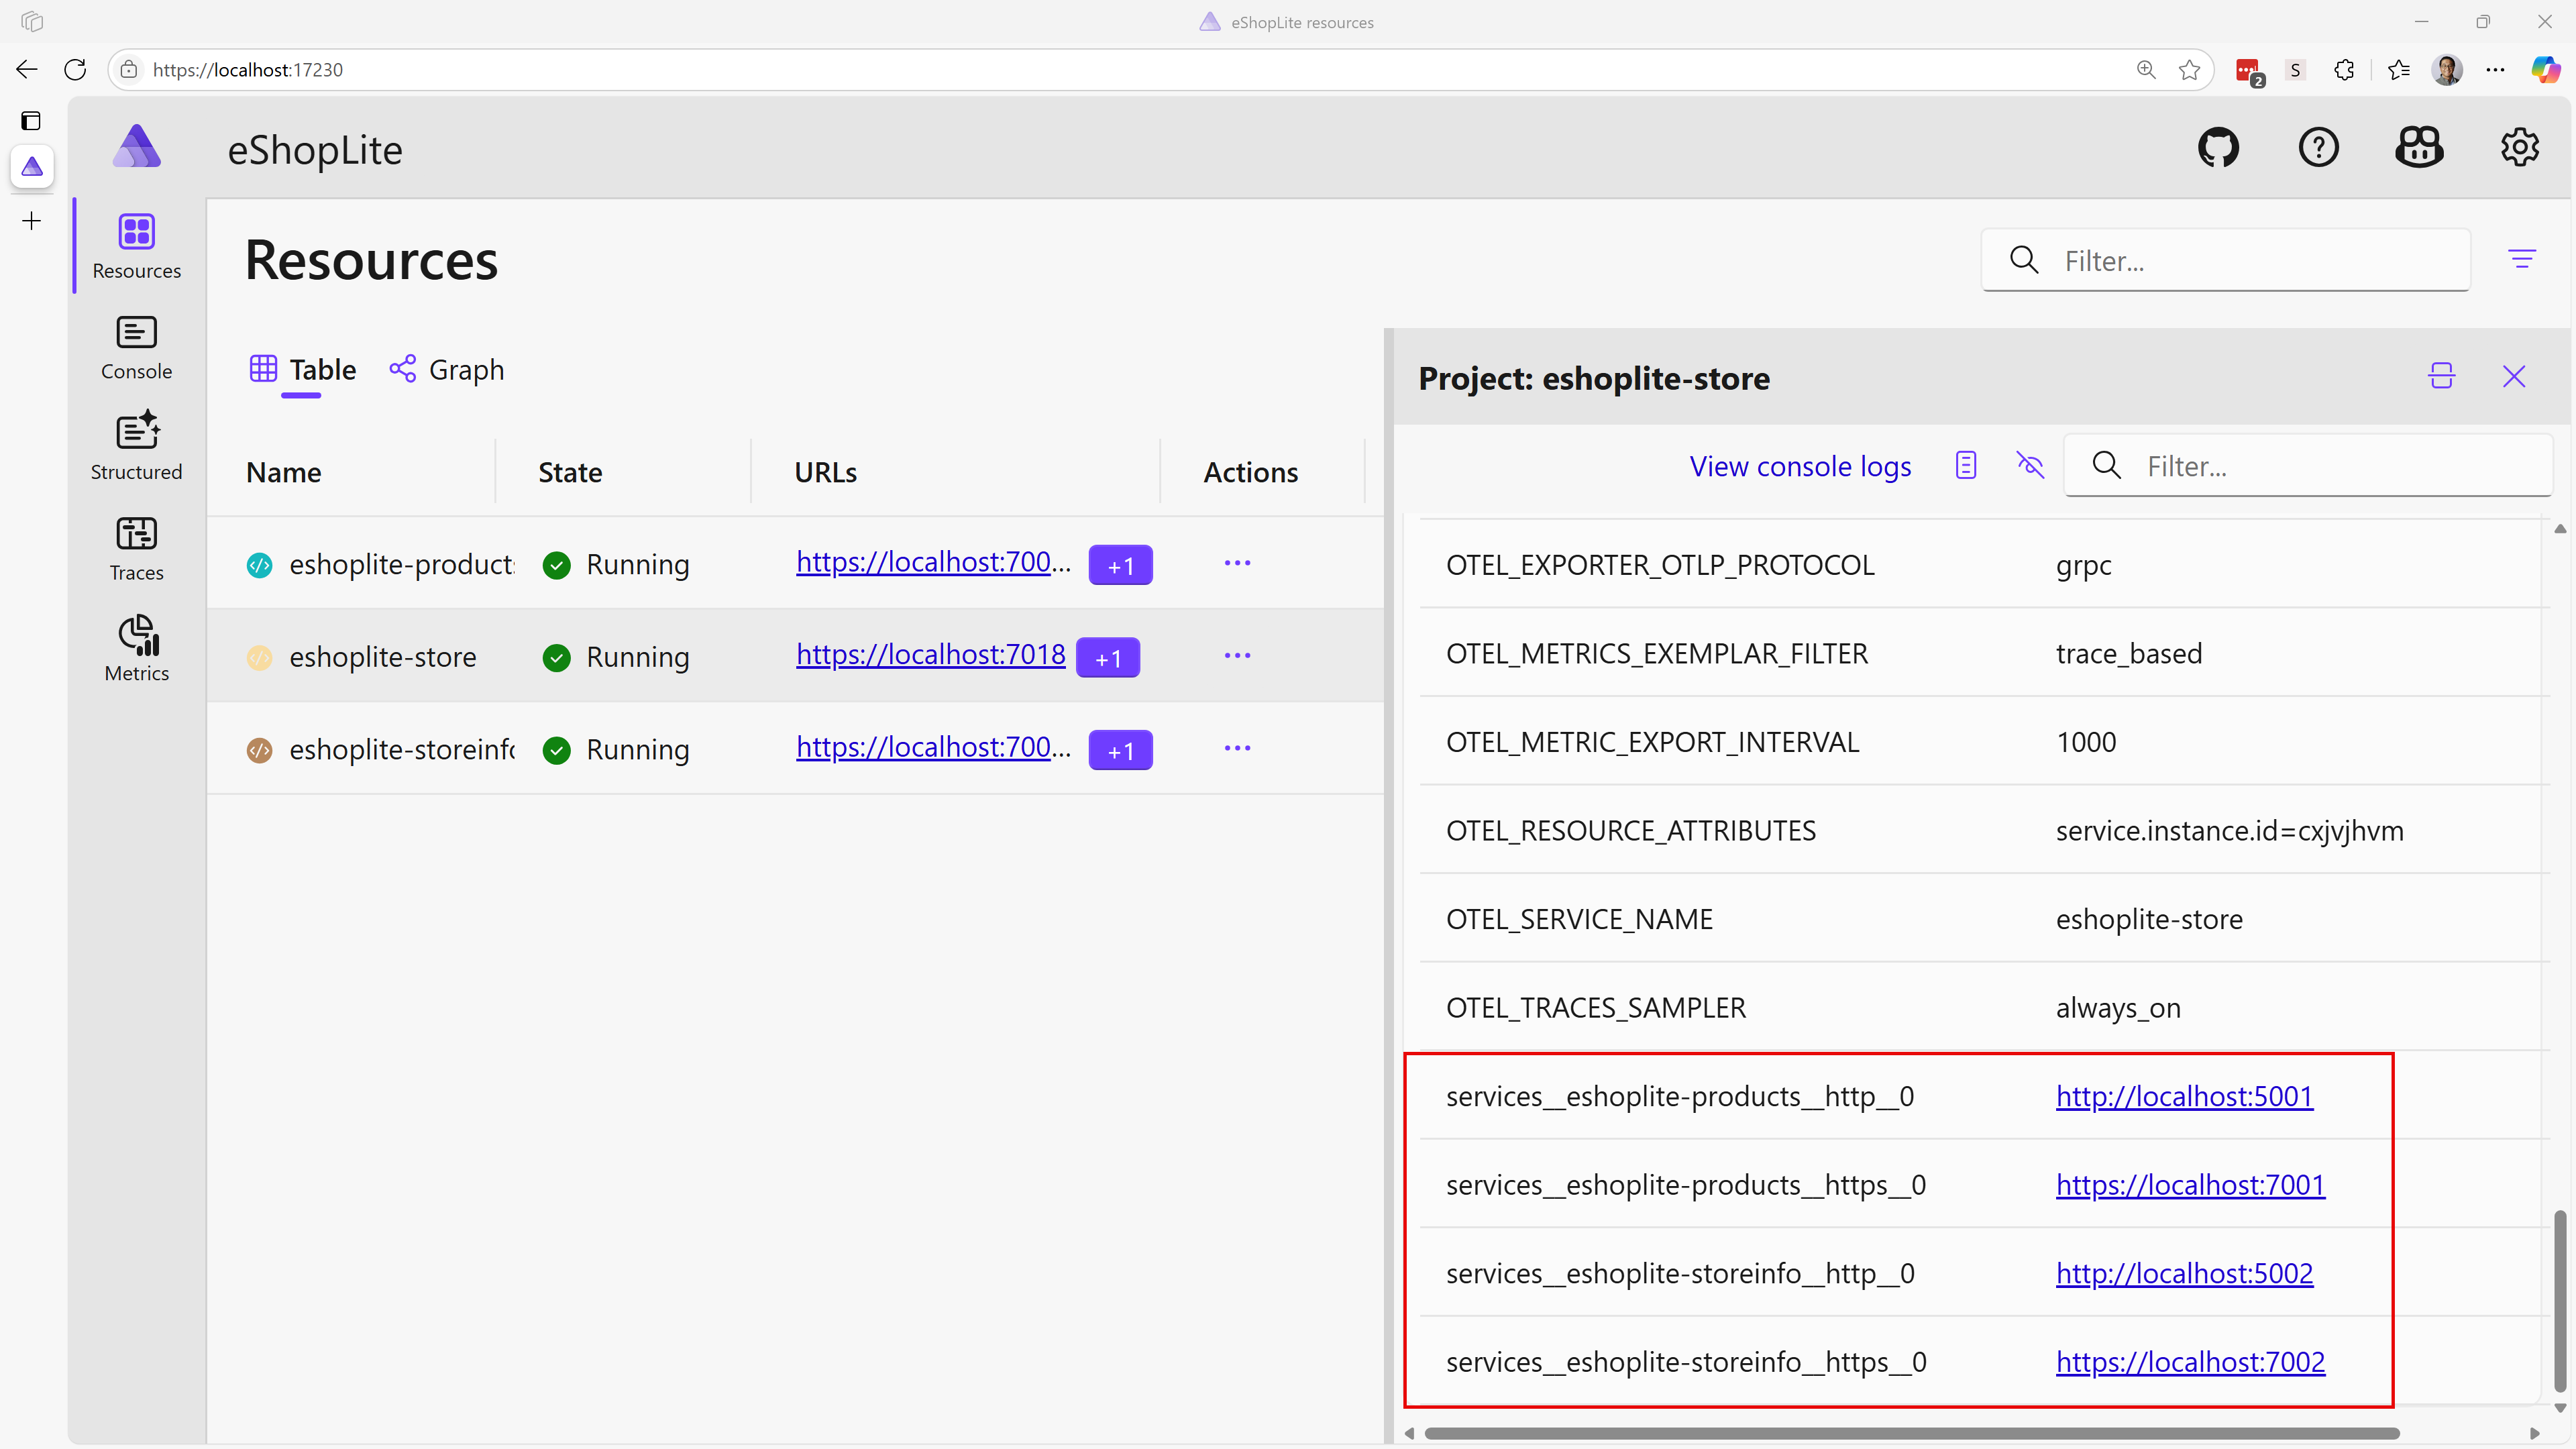 eShopLite resources
https://localhost:17230
2
S
eShopLite
Resources
Console
Structured
Traces
Metrics
Resources
Filter...
Table
Graph
Name State URLs Actions
eshoplite-product Running https://localhost:700... +1 ...
eshoplite-store Running https://localhost:7018 +1 ...
eshoplite-storeinfo Running https://localhost:700... +1 ...
Project: eshoplite-store
View console logs
Filter...
OTEL_EXPORTER_OTLP_PROTOCOL grpc
OTEL_METRICS_EXEMPLAR_FILTER trace_based
OTEL_METRIC_EXPORT_INTERVAL 1000
OTEL_RESOURCE_ATTRIBUTES service.instance.id=cxjvjhvm
OTEL_SERVICE_NAME eshoplite-store
OTEL_TRACES_SAMPLER always_on
services__eshoplite-products__http__0 http://localhost:5001
services__eshoplite-products__https__0 https://localhost:7001
services__eshoplite-storeinfo__http__0 http://localhost:5002
services__eshoplite-storeinfo__https__0 https://localhost:7002